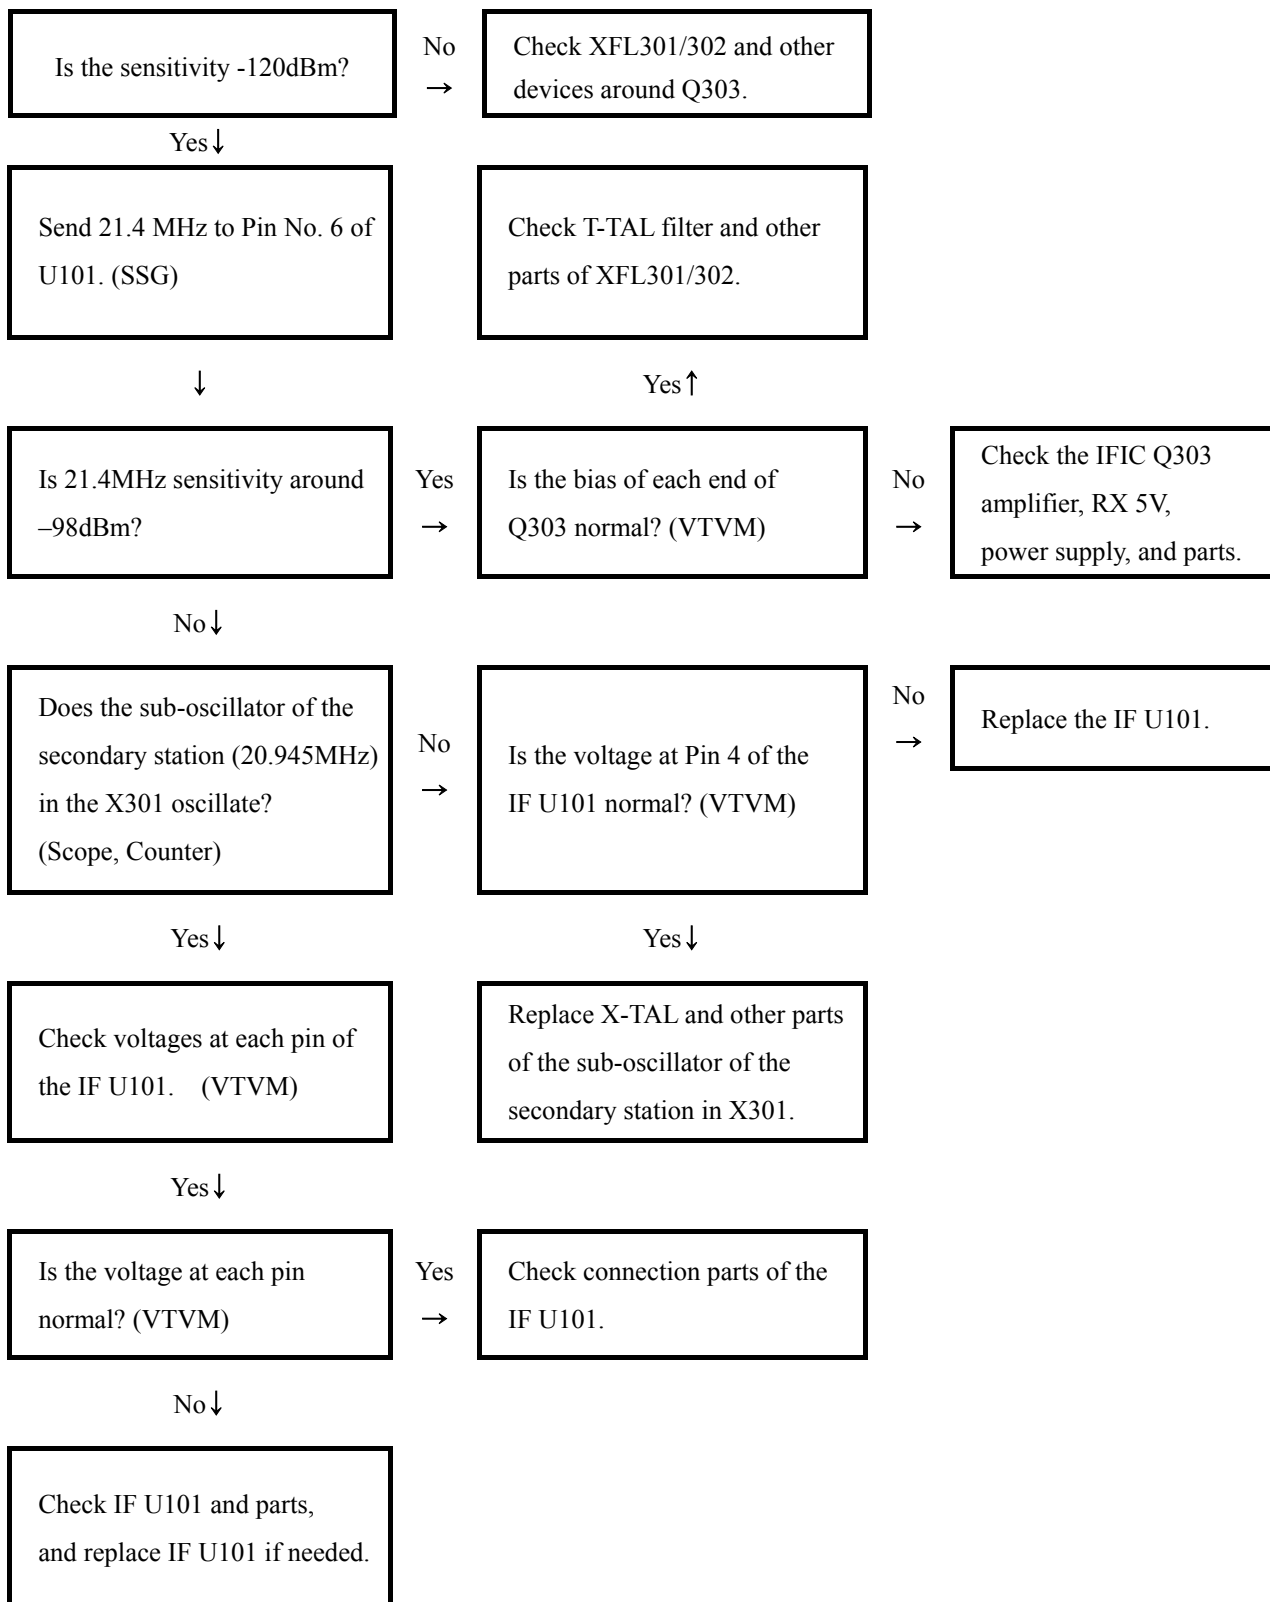 Is the sensitivity -120dBm?
No
→
Check XFL301/302 and other
devices around Q303.
Yes↓
Send 21.4 MHz to Pin No. 6 of
U101. (SSG)
Check T-TAL filter and other
parts of XFL301/302.
↓
Yes↑
Is 21.4MHz sensitivity around
–98dBm?
Yes
→
Is the bias of each end of
Q303 normal? (VTVM)
No
→
Check the IFIC Q303
amplifier, RX 5V,
power supply, and parts.
No↓
Does the sub-oscillator of the
secondary station (20.945MHz)
in the X301 oscillate?
(Scope, Counter)
No
→
Is the voltage at Pin 4 of the
IF U101 normal? (VTVM)
No
→
Replace the IF U101.
Yes↓
Yes↓
Check voltages at each pin of
the IF U101. (VTVM)
Replace X-TAL and other parts
of the sub-oscillator of the
secondary station in X301.
Yes↓
Is the voltage at each pin
normal? (VTVM)
Yes
→
Check connection parts of the
IF U101.
No↓
Check IF U101 and parts,
and replace IF U101 if needed.